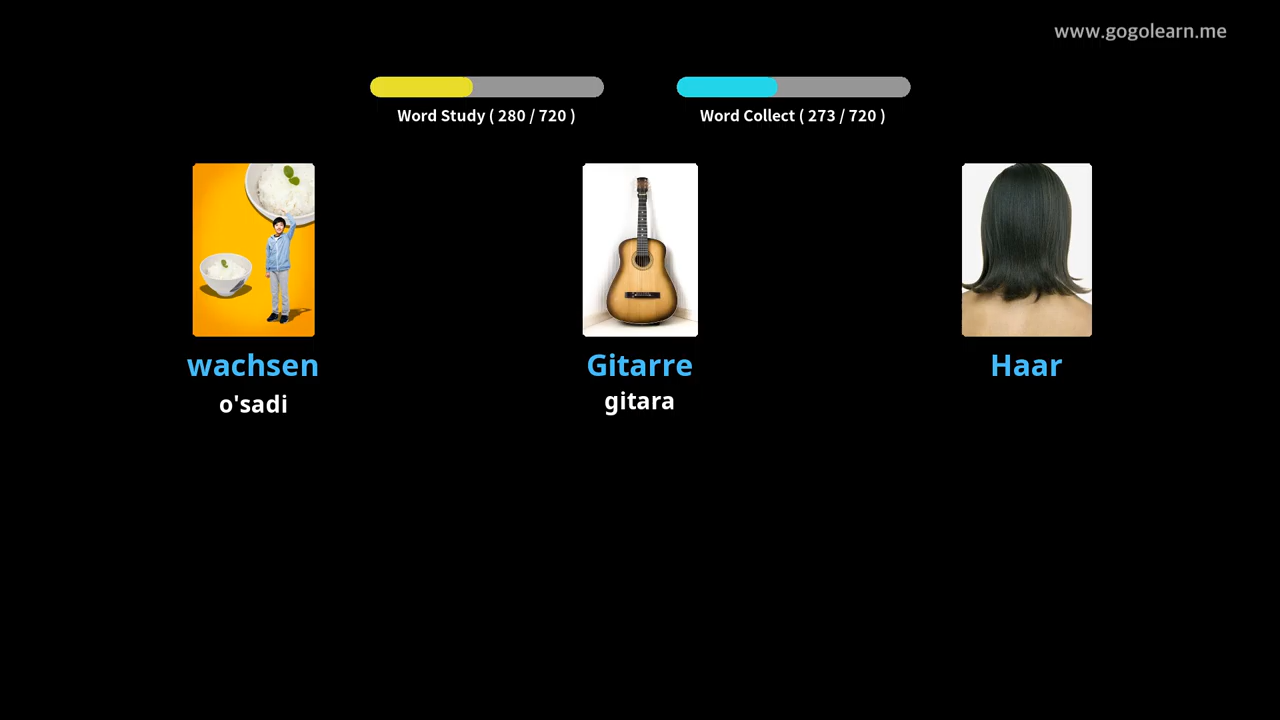 www.gogolearn.me
Word Study ( 280 / 720 )
Word Collect ( 273 / 720 )
wachsen
o'sadi
Gitarre
gitara
Haar